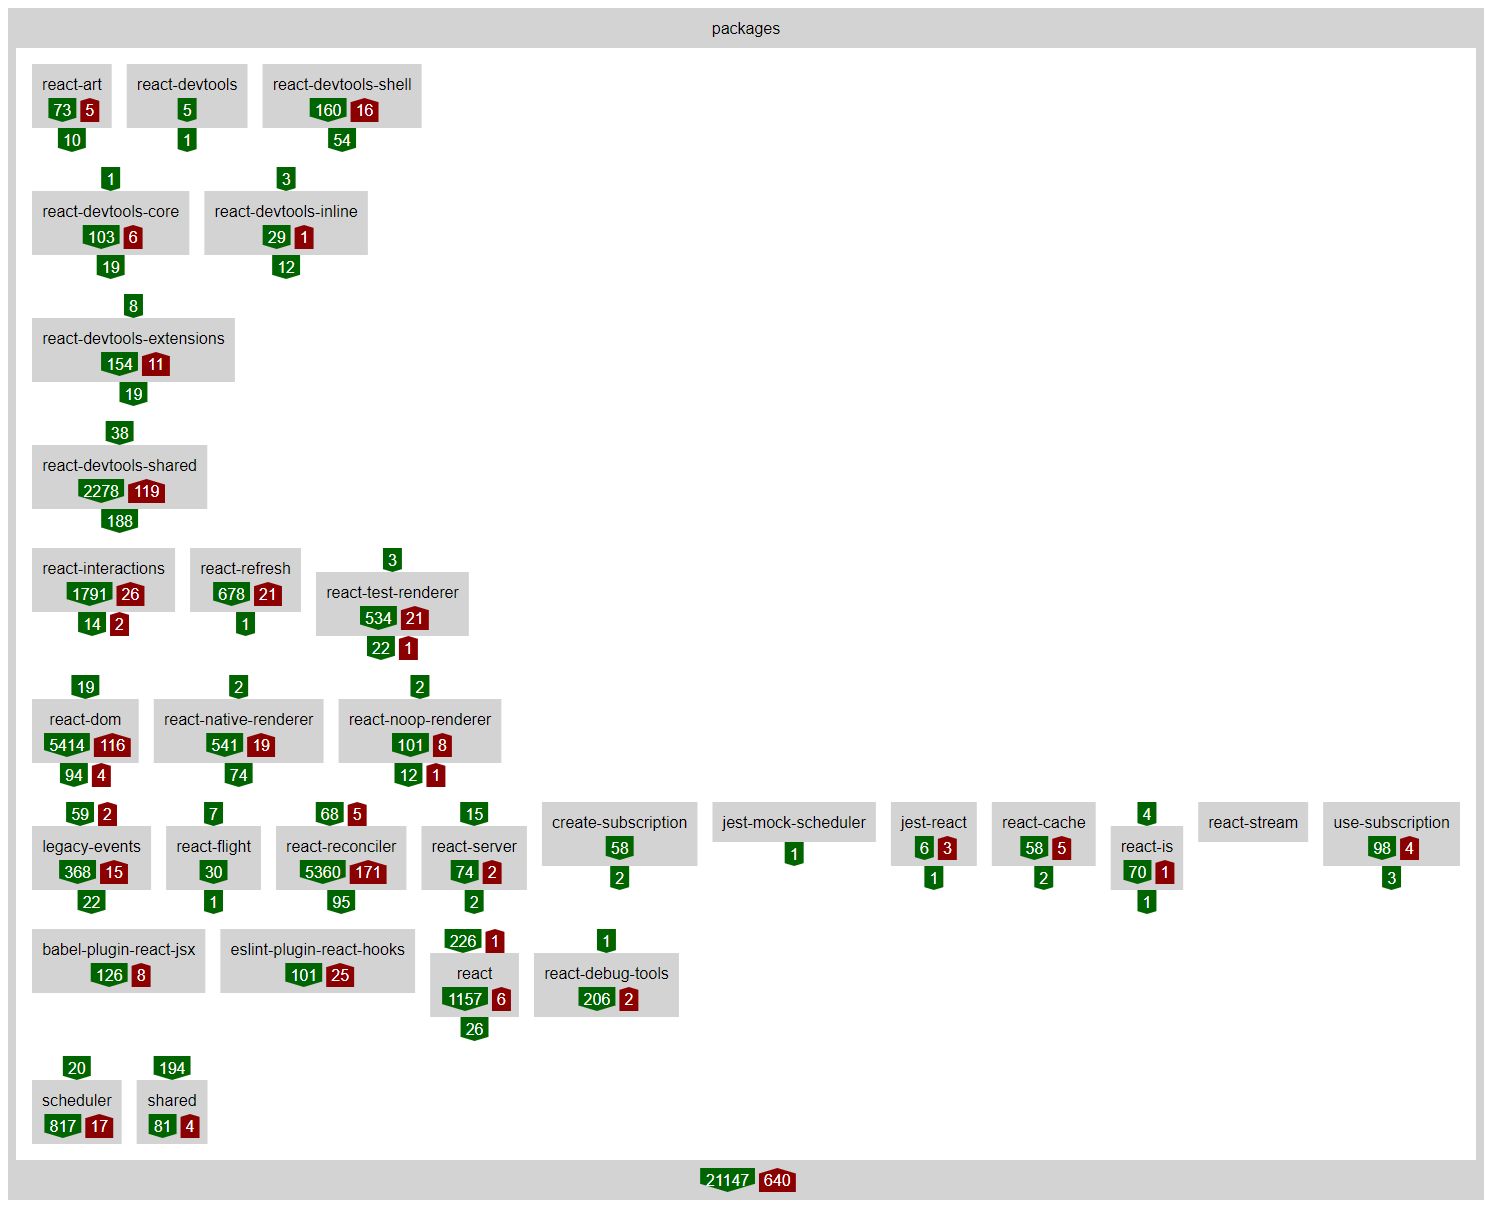 packages
react-art
73 5
10
react-devtools
5
1
react-devtools-shell
160 16
54
1
react-devtools-core
103 6
19
3
react-devtools-inline
29 1
12
8
react-devtools-extensions
154 11
19
38
react-devtools-shared
2278 119
188
react-interactions
1791 26
14 2
react-refresh
678 21
1
3
react-test-renderer
534 21
22 1
19
react-dom
5414 116
94 4
2
react-native-renderer
541 19
74
2
react-noop-renderer
101 8
12 1
59 2
legacy-events
368 15
22
7
react-flight
30
1
68 5
react-reconciler
5360 171
95
15
react-server
74 2
2
create-subscription
58
2
jest-mock-scheduler
1
jest-react
6 3
1
react-cache
58 5
2
4
react-is
70 1
1
react-stream
use-subscription
98 4
3
babel-plugin-react-jsx
126 8
eslint-plugin-react-hooks
101 25
226 1
react
1157 6
26
1
react-debug-tools
206 2
20
scheduler
817 17
194
shared
81 4
21147 640